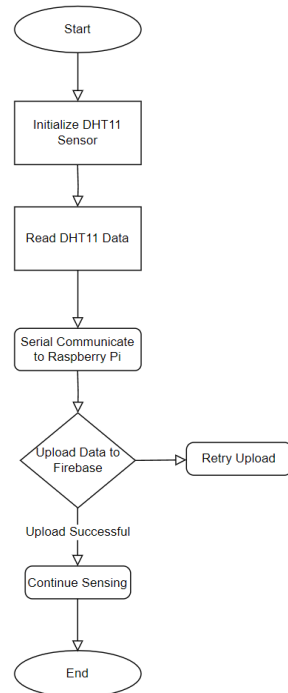 Start
Initialize DHT11
Sensor
Read DHT11 Data
Serial Communicate
to Raspberry Pi
Upload Data to
Firebase
Retry Upload
Upload Successful
Continue Sensing
End